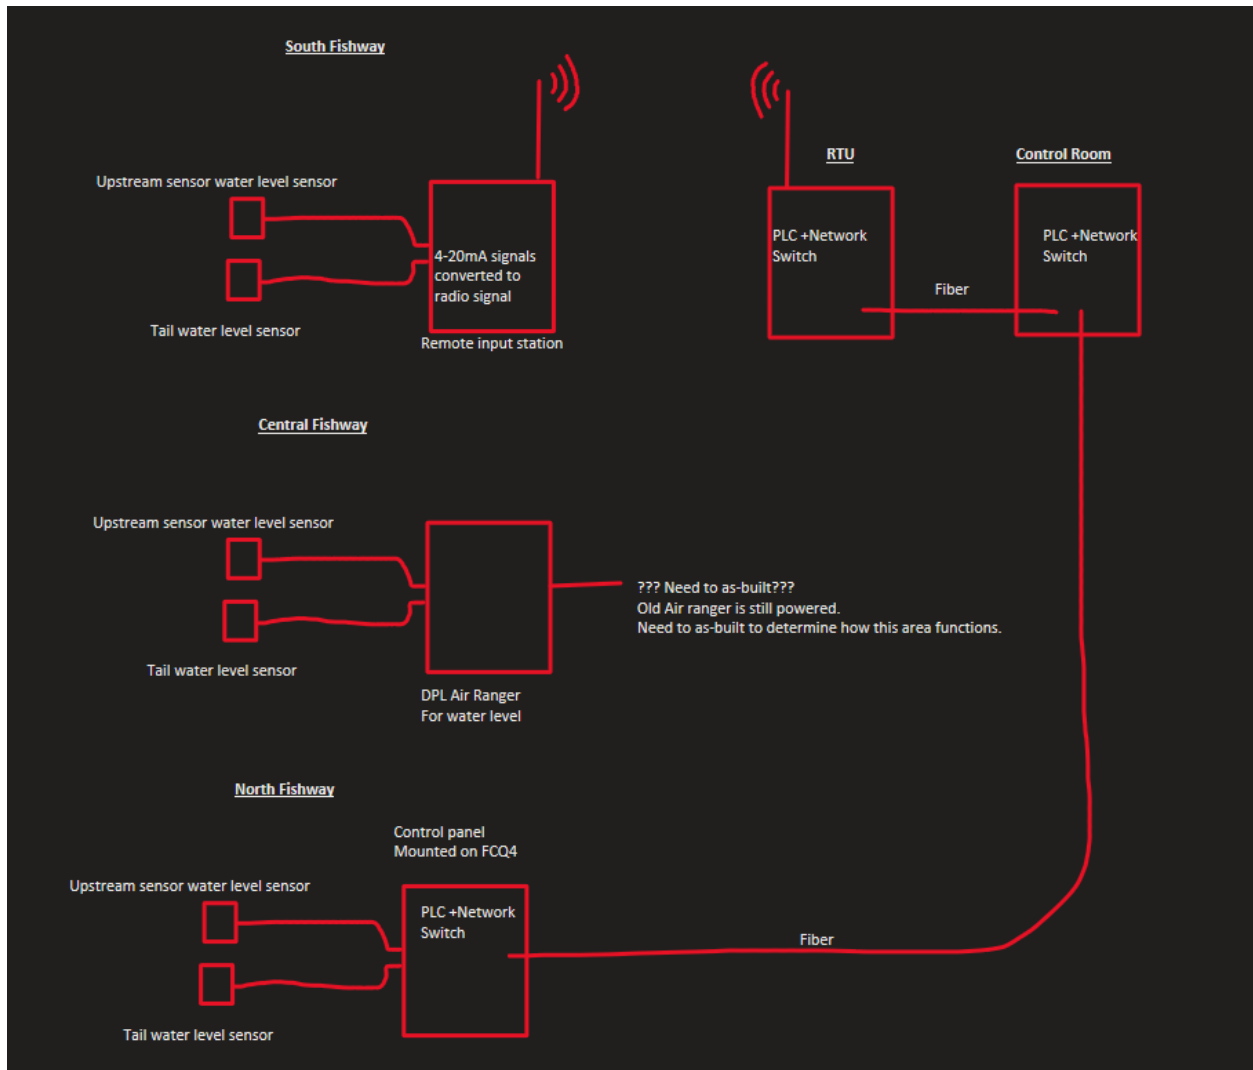 South Fishway
RTU
Control Room
Upstream sensor water level sensor
4-20mA signals
converted to
radio signal
PLC +Network
Switch
PLC +Network
Switch
Fiber
Tail water level sensor
Remote input station
Central Fishway
Upstream sensor water level sensor
??? Need to as-built???
Old Air ranger is still powered.
Need to as-built to determine how this area functions.
Tail water level sensor
DPL Air Ranger
For water level
North Fishway
Control panel
Mounted on FCQ4
Upstream sensor water level sensor
PLC +Network
Switch
Fiber
Tail water level sensor